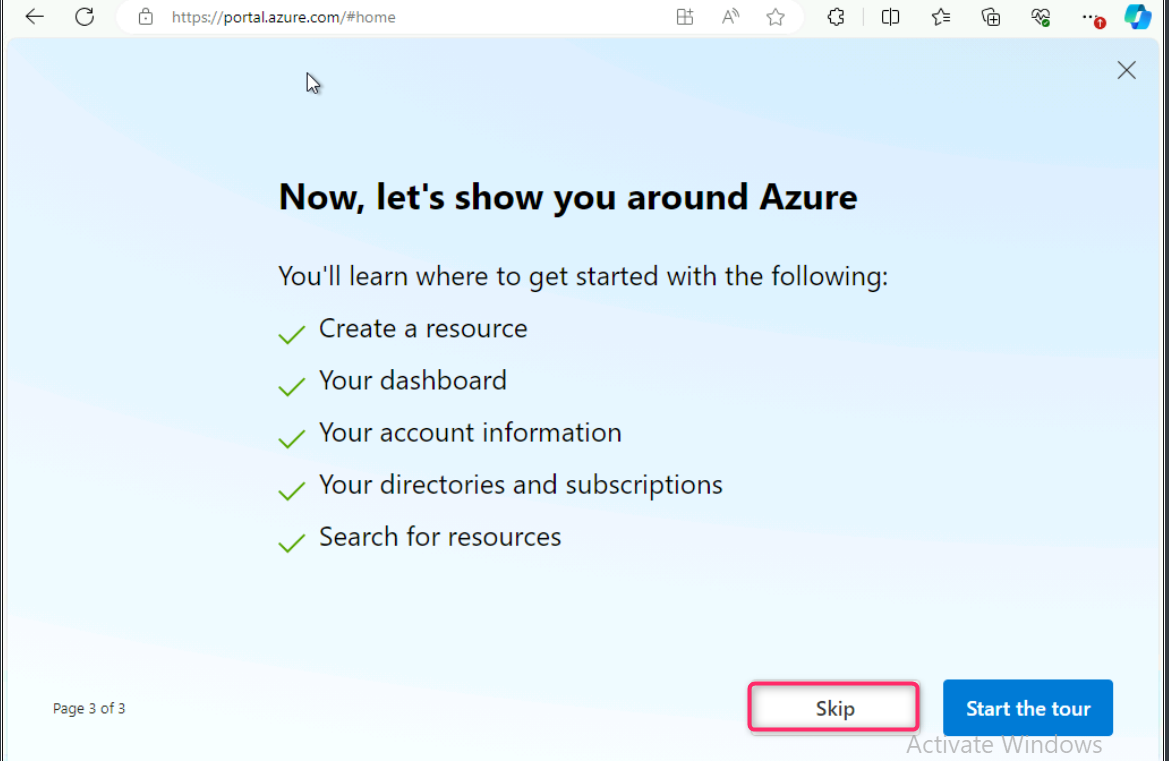 https://portal.azure.com/#home
Now, let's show you around Azure
You'll learn where to get started with the following:
Create a resource
Your dashboard
Your account information
Your directories and subscriptions
Search for resources
Page 3 of 3
Skip
Start the tour
Activate Windows